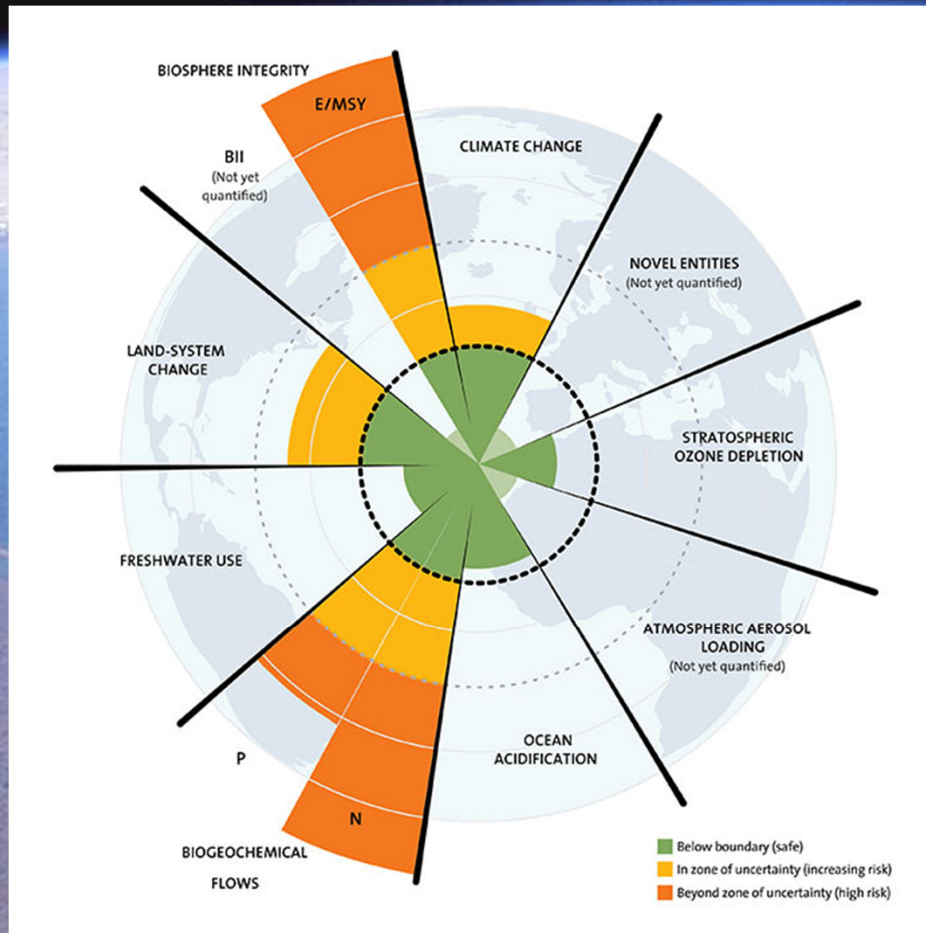 BIOSPHERE INTEGRITY
E/MSY
BII
(Not yet
quantified)
CLIMATE CHANGE
NOVEL ENTITIES
(Not yet quantified)
LAND-SYSTEM
CHANGE
STRATOSPHERIC
OZONE DEPLETION
FRESHWATER USE
ATMOSPHERIC AEROSOL
LOADING
(Not yet quantified)
P
OCEAN
ACIDIFICATION
N
BIOGEOCHEMICAL
FLOWS
Below boundary (safe)
In zone of uncertainty (increasing risk)
Beyond zone of uncertainty (high risk)